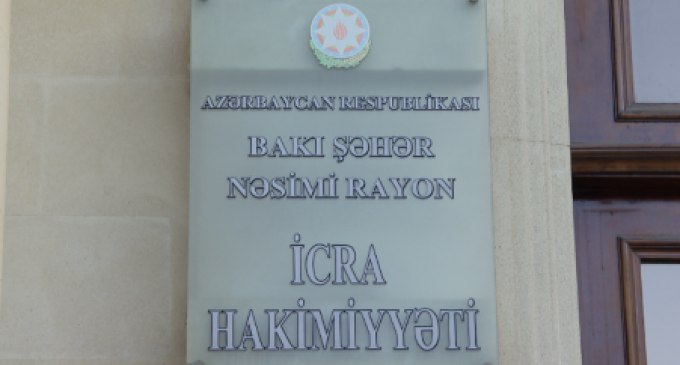 AZƏRBAYCAN RESPUBLİKASI
BAKI ŞƏHƏR
NƏSİMİ RAYON
İCRA
HAKİMİYYƏTİ